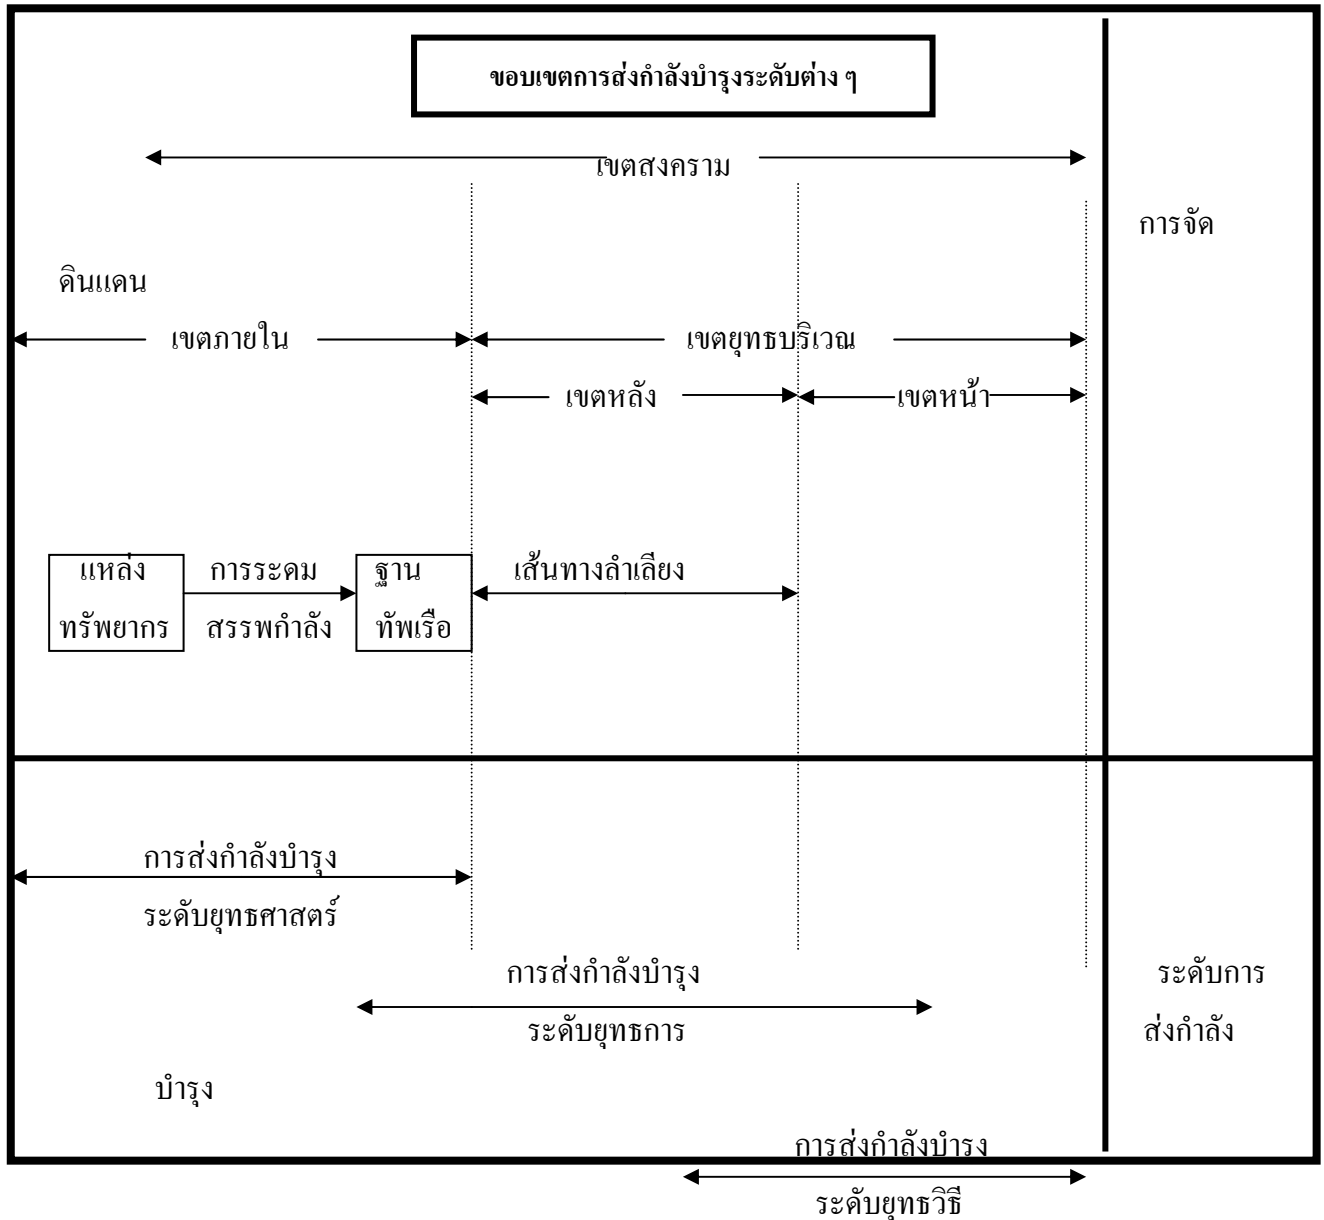 ขอบเขตการส่งกำลังบำรุงระดับต่าง ๆ
เขตสงคราม
การจัด
ดินแดน
เขตภายใน เขตยุทธบริเวณ
เขตหลัง เขตหน้า
แหล่ง การระดม ฐาน เส้นทางลำเลียง
ทรัพยากร สรรพกำลัง ทัพเรือ
การส่งกำลังบำรุง
ระดับยุทธศาสตร์
การส่งกำลังบำรุง ระดับการ
ระดับยุทธการ ส่งกำลัง
บำรุง
การส่งกำลังบำรุง
ระดับยุทธวิธี